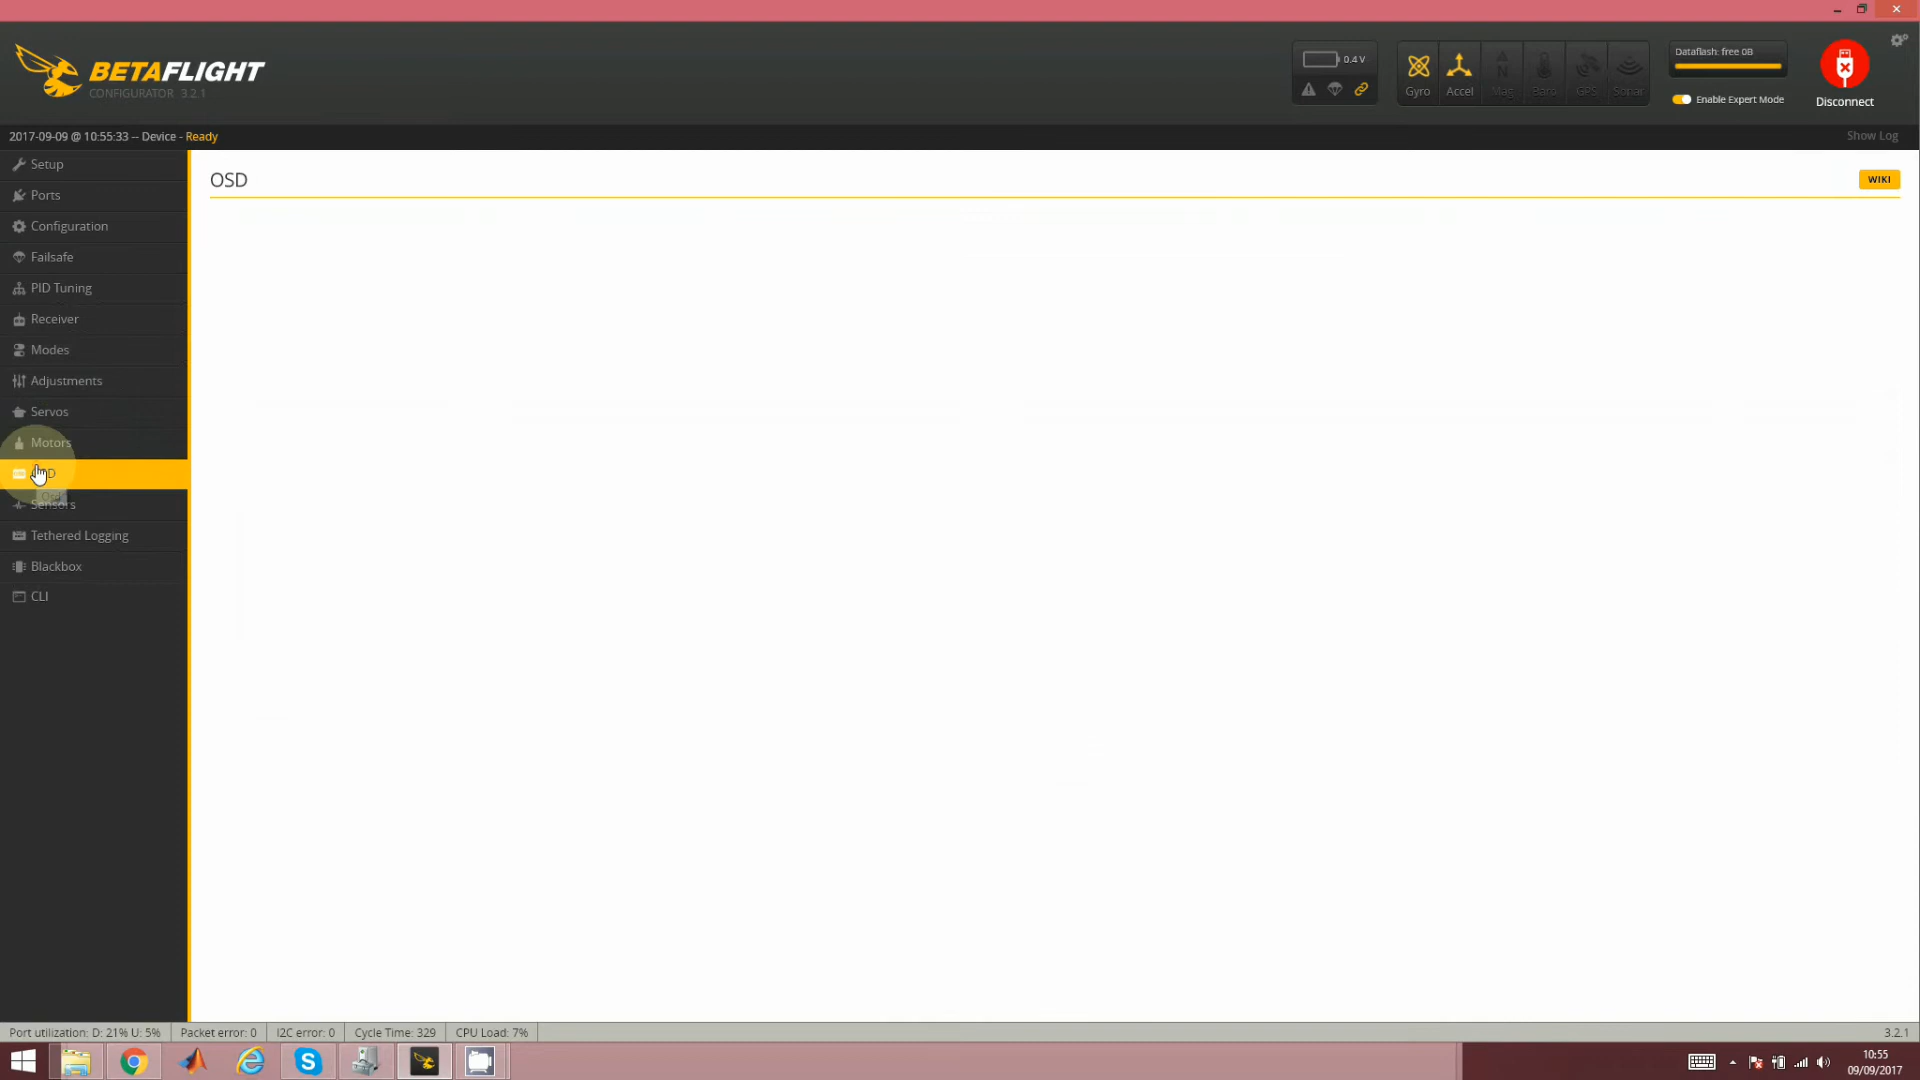 BETAFLIGHT
CONFIGURATOR 3.2.1
0.4 V
Gyro
Accel
Mag
Baro
GPS
Sonar
Dataflash: free 0B
Enable Expert Mode
Disconnect
2017-09-09 @ 10:55:33 -- Device - Ready
Show Log
Setup
Ports
Configuration
Failsafe
PID Tuning
Receiver
Modes
Adjustments
Servos
Motors
Sensors
Tethered Logging
Blackbox
CLI
OSD
WIKI
Port utilization: D: 21% U: 5%
Packet error: 0
I2C error: 0
Cycle Time: 329
CPU Load: 7%
3.2.1
10:55
09/09/2017